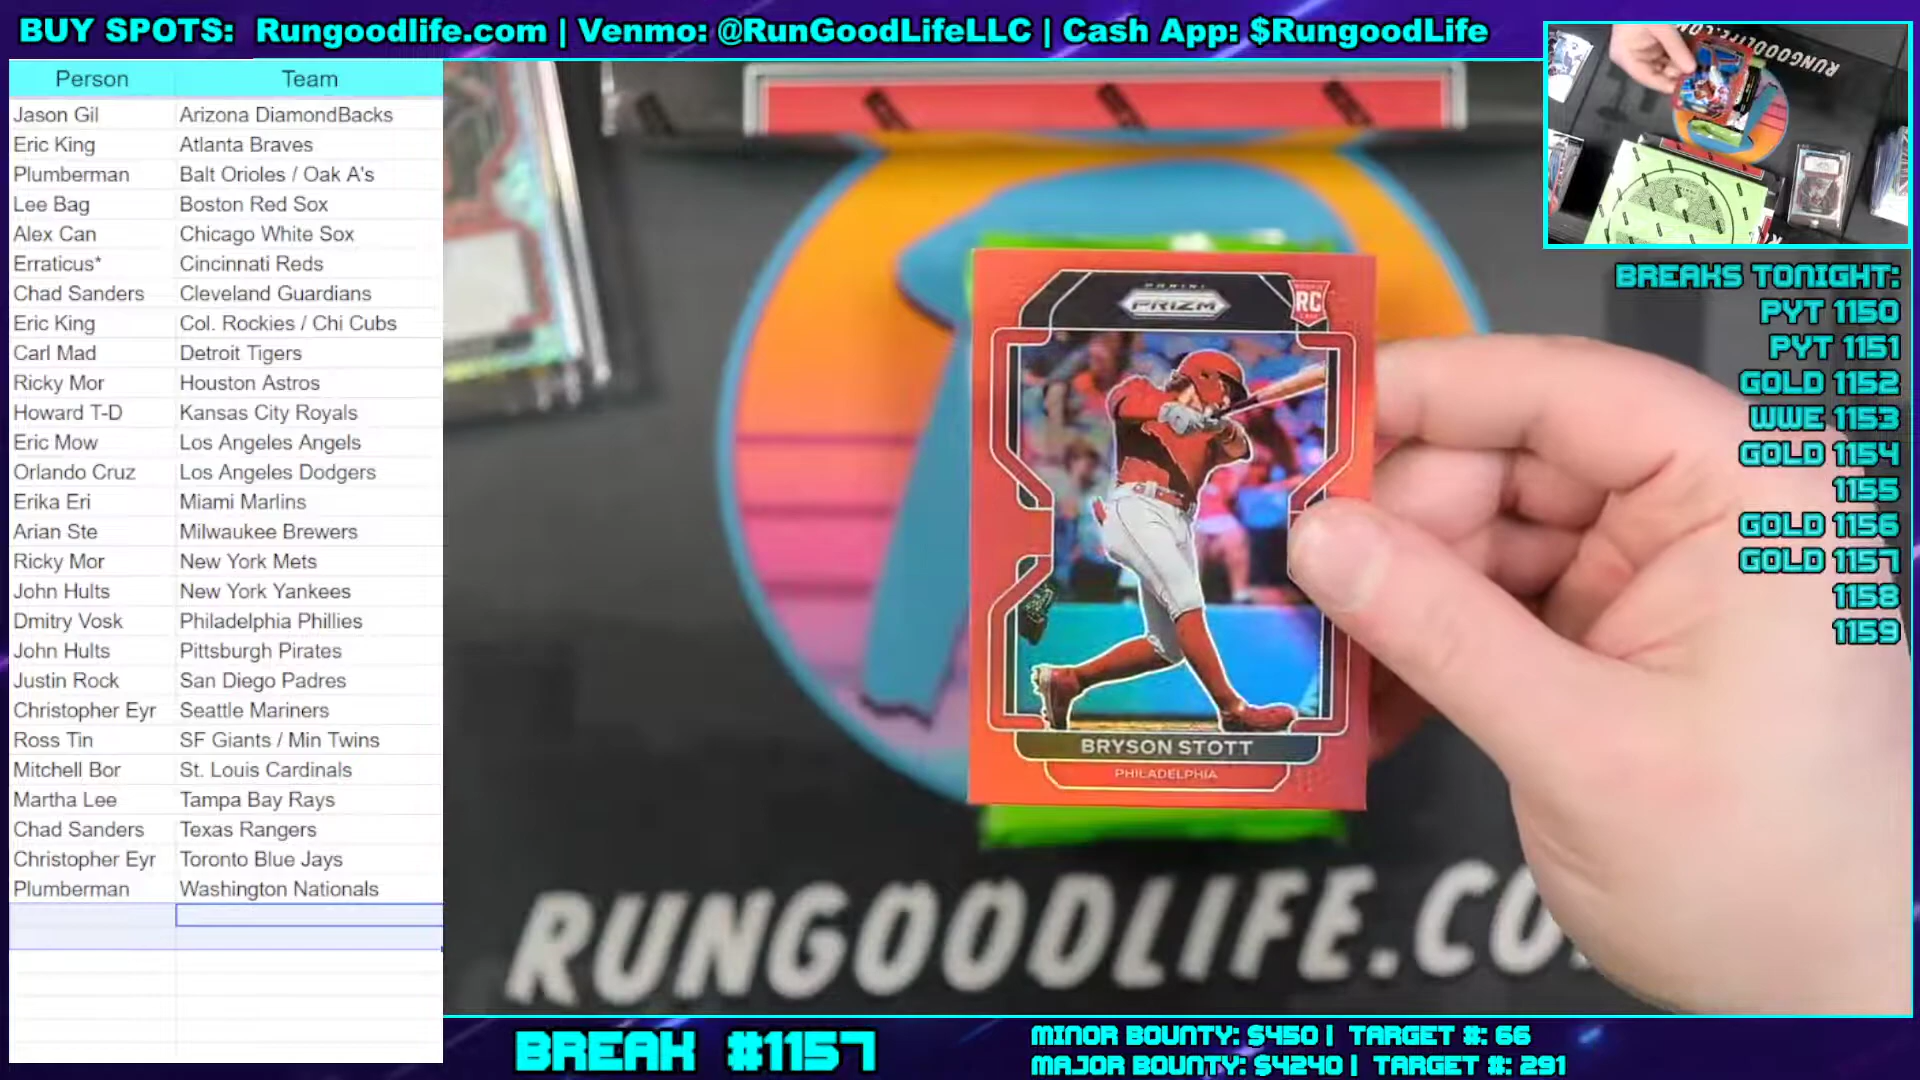 BUY SPOTS: Rungoodlife.com | Venmo: @RunGoodLifeLLC | Cash App: $RungoodLife
Person Team
Jason Gil Arizona DiamondBacks
Eric King Atlanta Braves
Plumberman Balt Orioles / Oak A's
Lee Bag Boston Red Sox
Alex Can Chicago White Sox
Erraticus* Cincinnati Reds
Chad Sanders Cleveland Guardians
Eric King Col. Rockies / Chi Cubs
Carl Mad Detroit Tigers
Ricky Mor Houston Astros
Howard T-D Kansas City Royals
Eric Mow Los Angeles Angels
Orlando Cruz Los Angeles Dodgers
Erika Eri Miami Marlins
Arian Ste Milwaukee Brewers
Ricky Mor New York Mets
John Hults New York Yankees
Dmitry Vosk Philadelphia Phillies
John Hults Pittsburgh Pirates
Justin Rock San Diego Padres
Christopher Eyr Seattle Mariners
Ross Tin SF Giants / Min Twins
Mitchell Bor St. Louis Cardinals
Martha Lee Tampa Bay Rays
Chad Sanders Texas Rangers
Christopher Eyr Toronto Blue Jays
Plumberman Washington Nationals
PANINI
PRIZM
RC
BRYSON STOTT
PHILADELPHIA
RUNGOODLIFE.CO
RUNGOODLIFE
BREAKS TONIGHT:
PYT 1150
PYT 1151
GOLD 1152
WWE 1153
GOLD 1154
1155
GOLD 1156
GOLD 1157
1158
1159
BREAK #1157
MINOR BOUNTY: $450 | TARGET #: 66
MAJOR BOUNTY: $4240 | TARGET #: 291